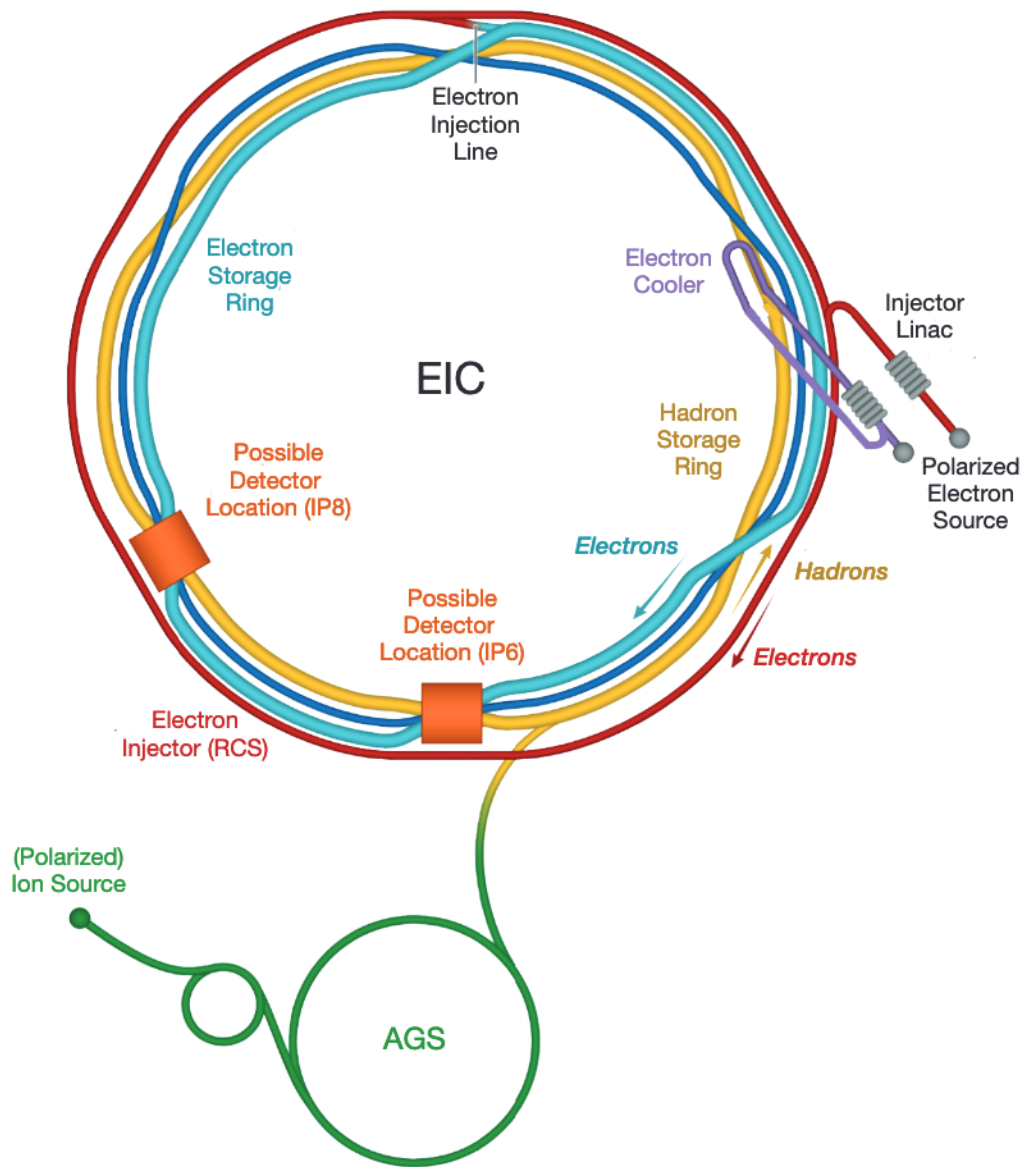 Electron
Injection
Line
Electron
Storage
Ring
Electron
Cooler
Injector
Linac
EIC
Hadron
Storage
Ring
Possible
Detector
Location (IP8)
Polarized
Electron
Source
Electrons
Hadrons
Possible
Detector
Location (IP6)
Electrons
Electron
Injector (RCS)
(Polarized)
Ion Source
AGS